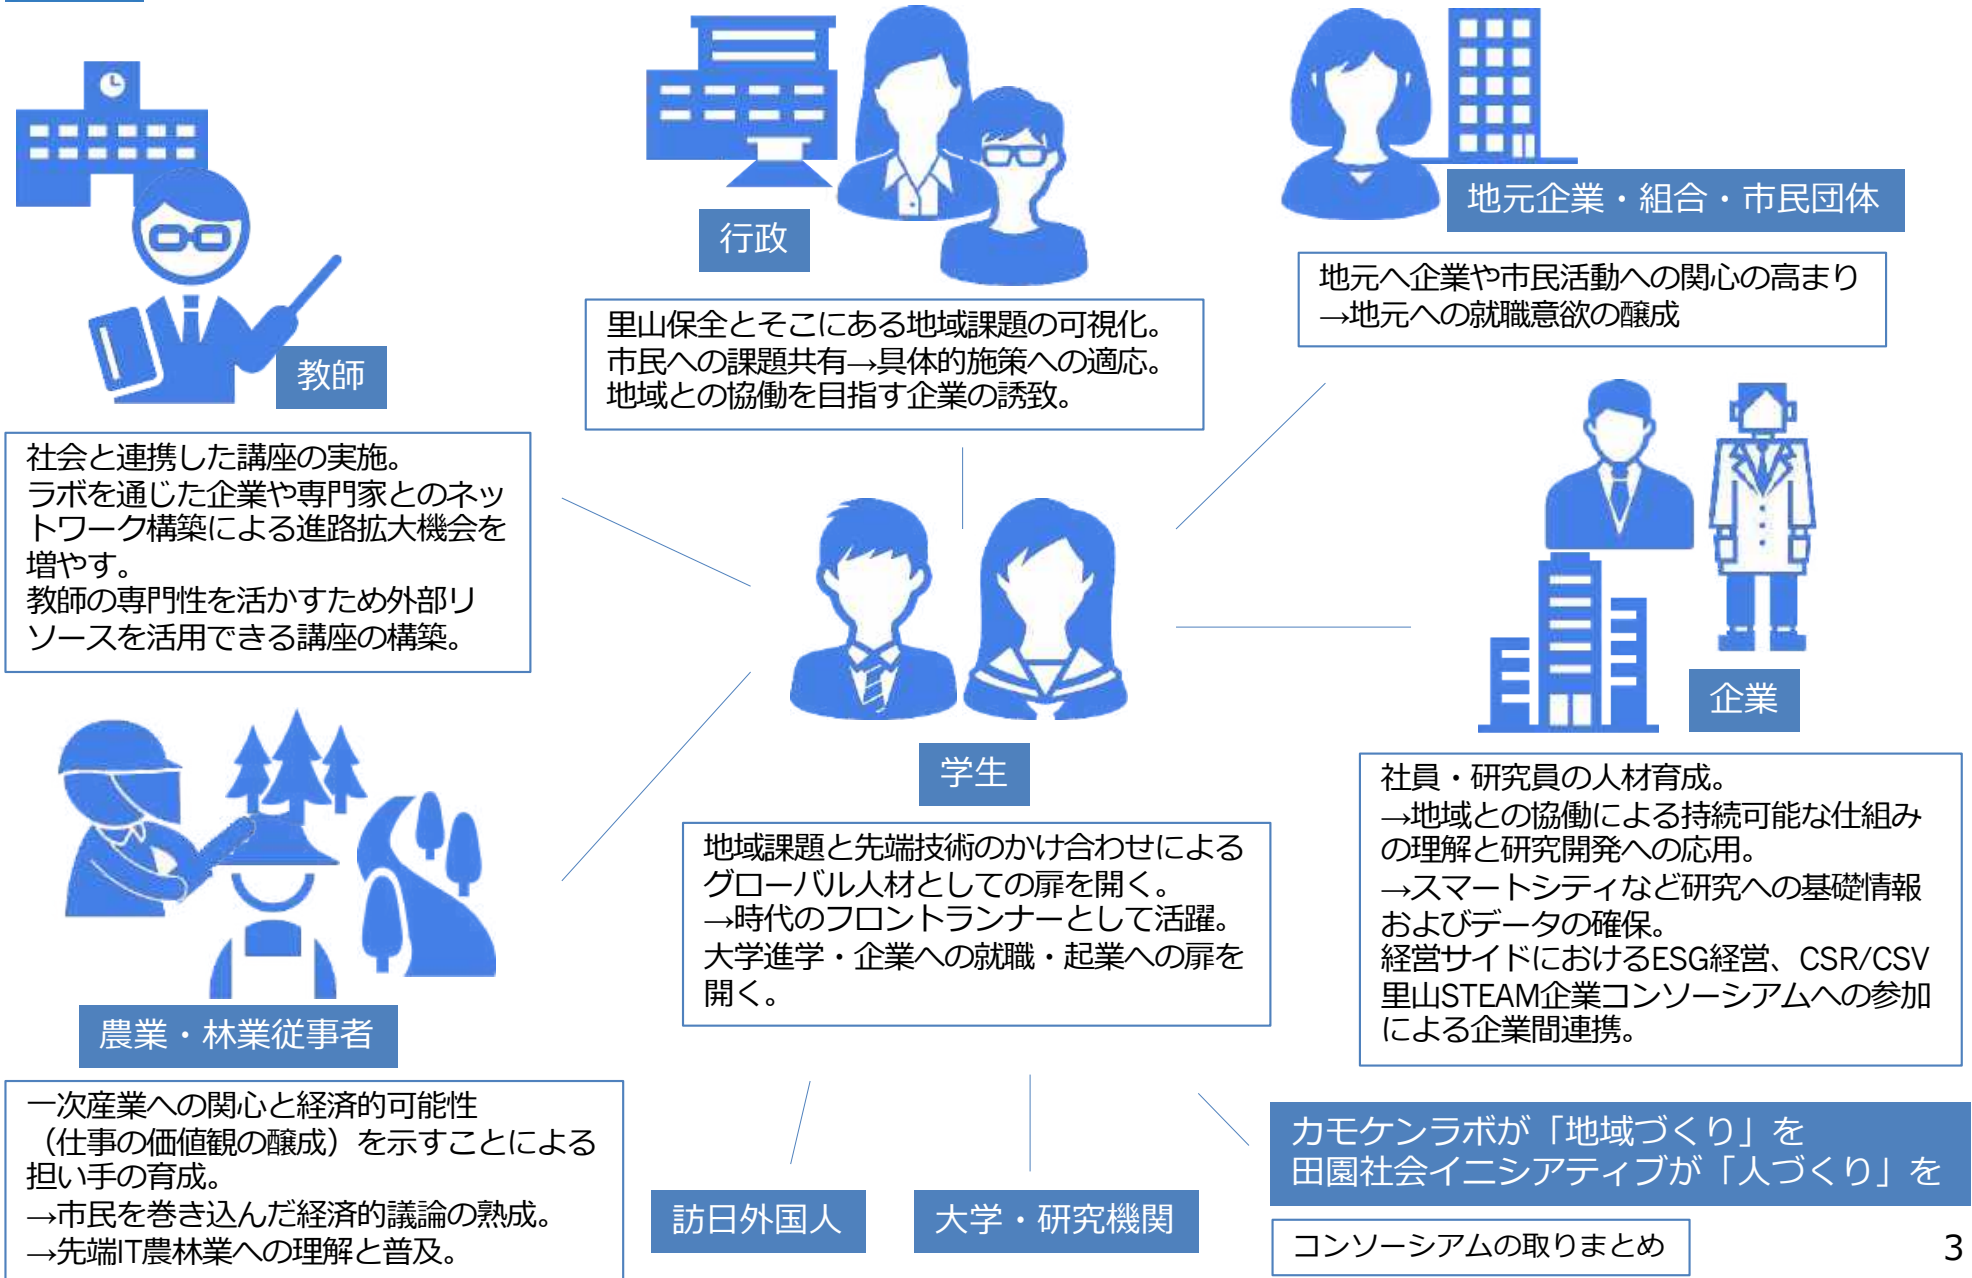 教師
社会と連携した講座の実施。
ラボを通じた企業や専門家とのネッ
トワーク構築による進路拡大機会を
増やす。
教師の専門性を活かすため外部リ
ソースを活用できる講座の構築。
行政
里山保全とそこにある地域課題の可視化。
市民への課題共有→具体的施策への適応。
地域との協働を目指す企業の誘致。
地元企業・組合・市民団体
地元へ企業や市民活動への関心の高まり
→地元への就職意欲の醸成
企業
社員・研究員の人材育成。
→地域との協働による持続可能な仕組み
の理解と研究開発への応用。
→スマートシティなど研究への基礎情報
およびデータの確保。
経営サイドにおけるESG経営、CSR/CSV
里山STEAM企業コンソーシアムへの参加
による企業間連携。
学生
地域課題と先端技術のかけ合わせによる
グローバル人材としての扉を開く。
→時代のフロントランナーとして活躍。
大学進学・企業への就職・起業への扉を
開く。
農業・林業従事者
一次産業への関心と経済的可能性
（仕事の価値観の醸成）を示すことによる
担い手の育成。
→市民を巻き込んだ経済的議論の熟成。
→先端IT農林業への理解と普及。
訪日外国人
大学・研究機関
カモケンラボが「地域づくり」を
田園社会イニシアティブが「人づくり」を
コンソーシアムの取りまとめ
3